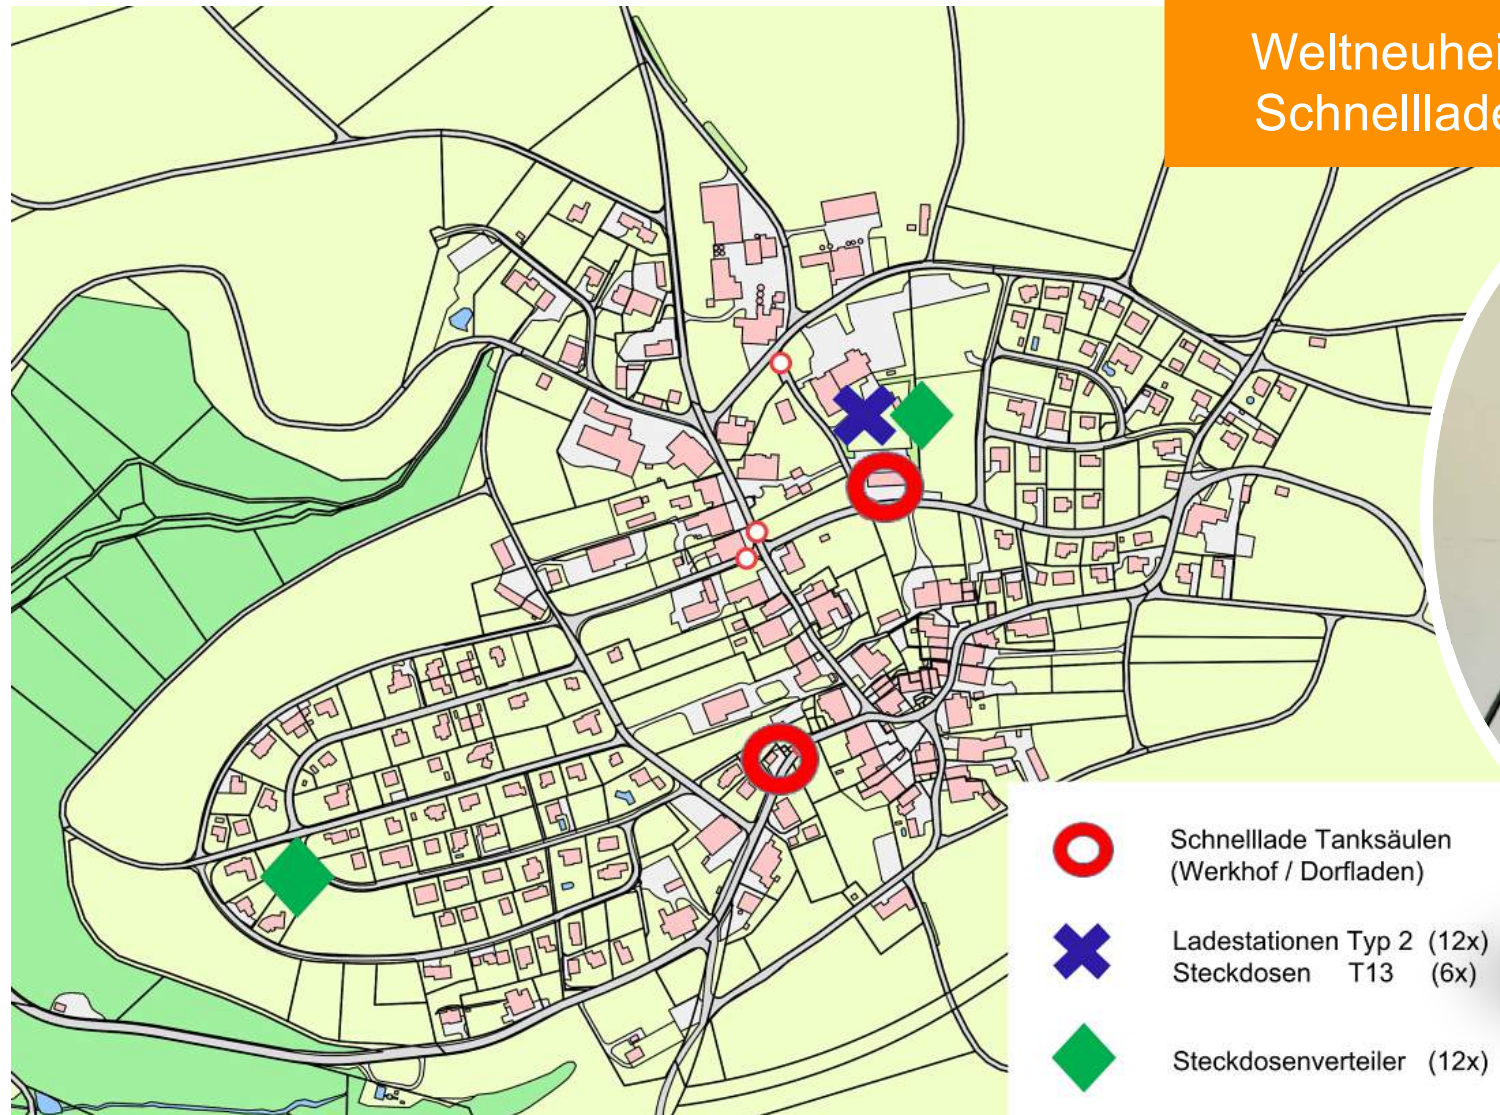 Weltneuhei
Schnelllade
Schnelllade Tanksäulen
(Werkhof / Dorfladen)
Ladestationen Typ 2 (12x)
Steckdosen T13 (6x)
Steckdosenverteiler (12x)